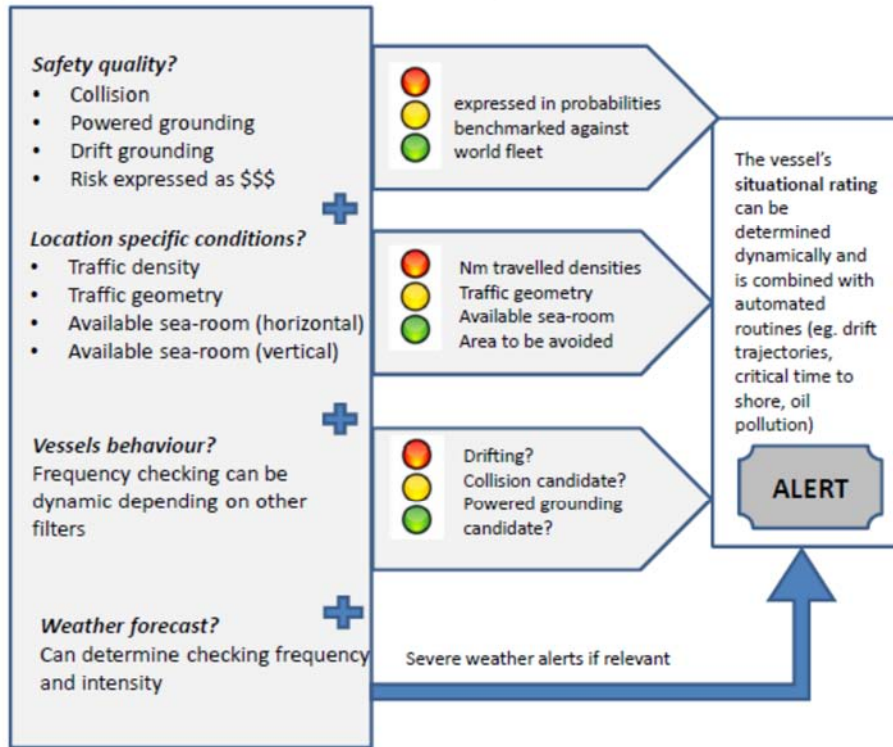 Safety quality?
• Collision
• Powered grounding
• Drift grounding
• Risk expressed as $$$
Location specific conditions?
• Traffic density
• Traffic geometry
• Available sea-room (horizontal)
• Available sea-room (vertical)
Vessels behaviour?
Frequency checking can be
dynamic depending on other
filters
Weather forecast?
Can determine checking frequency
and intensity
expressed in probabilities
benchmarked against
world fleet
Nm travelled densities
Traffic geometry
Available sea-room
Area to be avoided
Drifting?
Collision candidate?
Powered grounding
candidate?
Severe weather alerts if relevant
The vessel's
situational rating
can be
determined
dynamically and
is combined with
automated
routines (eg. drift
trajectories,
critical time to
shore, oil
pollution)
ALERT